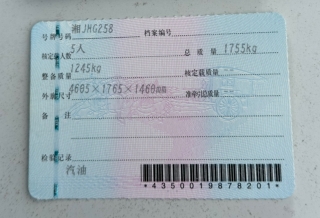 号牌号码 湘JMG258 档案编号
核定载人数 5人 总质量 1755kg
整备质量 1245kg 核定载质量 --
外廓尺寸 4605×1765×1460mm 准牵引总质量 --
备注
检验记录
汽油
*4350019878201*